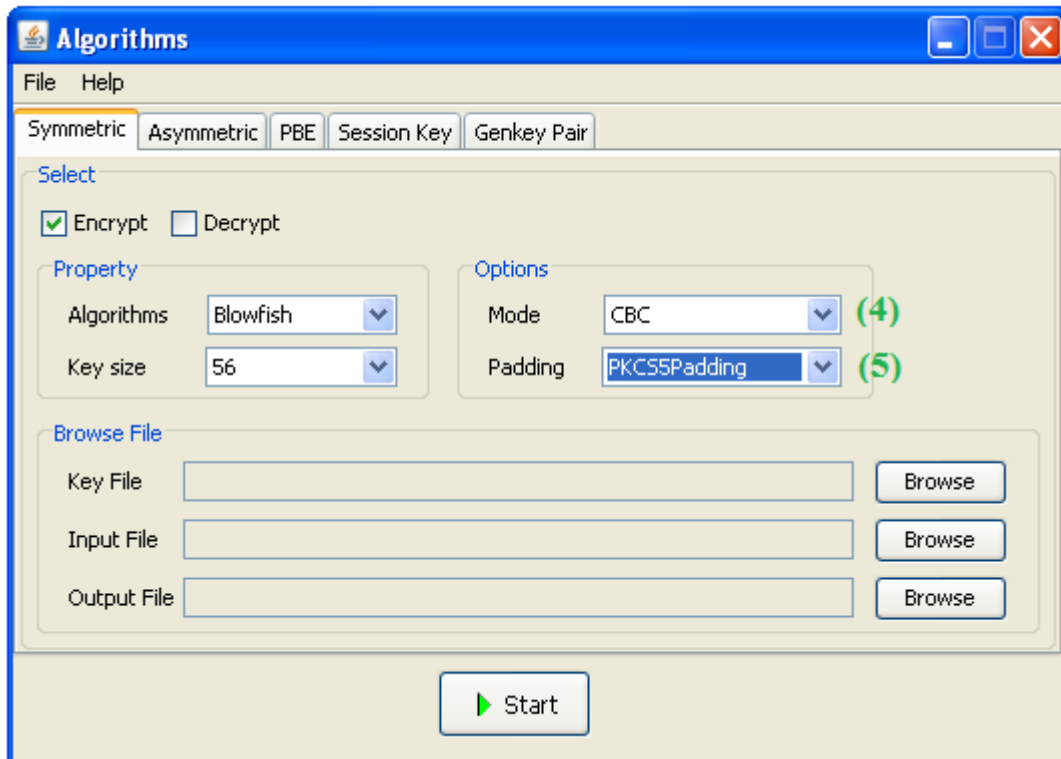 Algorithms
File Help
Symmetric Asymmetric PBE Session Key Genkey Pair
Select
Encrypt Decrypt
Property Options
Algorithms Blowfish Mode CBC (4)
Key size 56 Padding PKCS5Padding (5)
Browse File
Key File Browse
Input File Browse
Output File Browse
Start